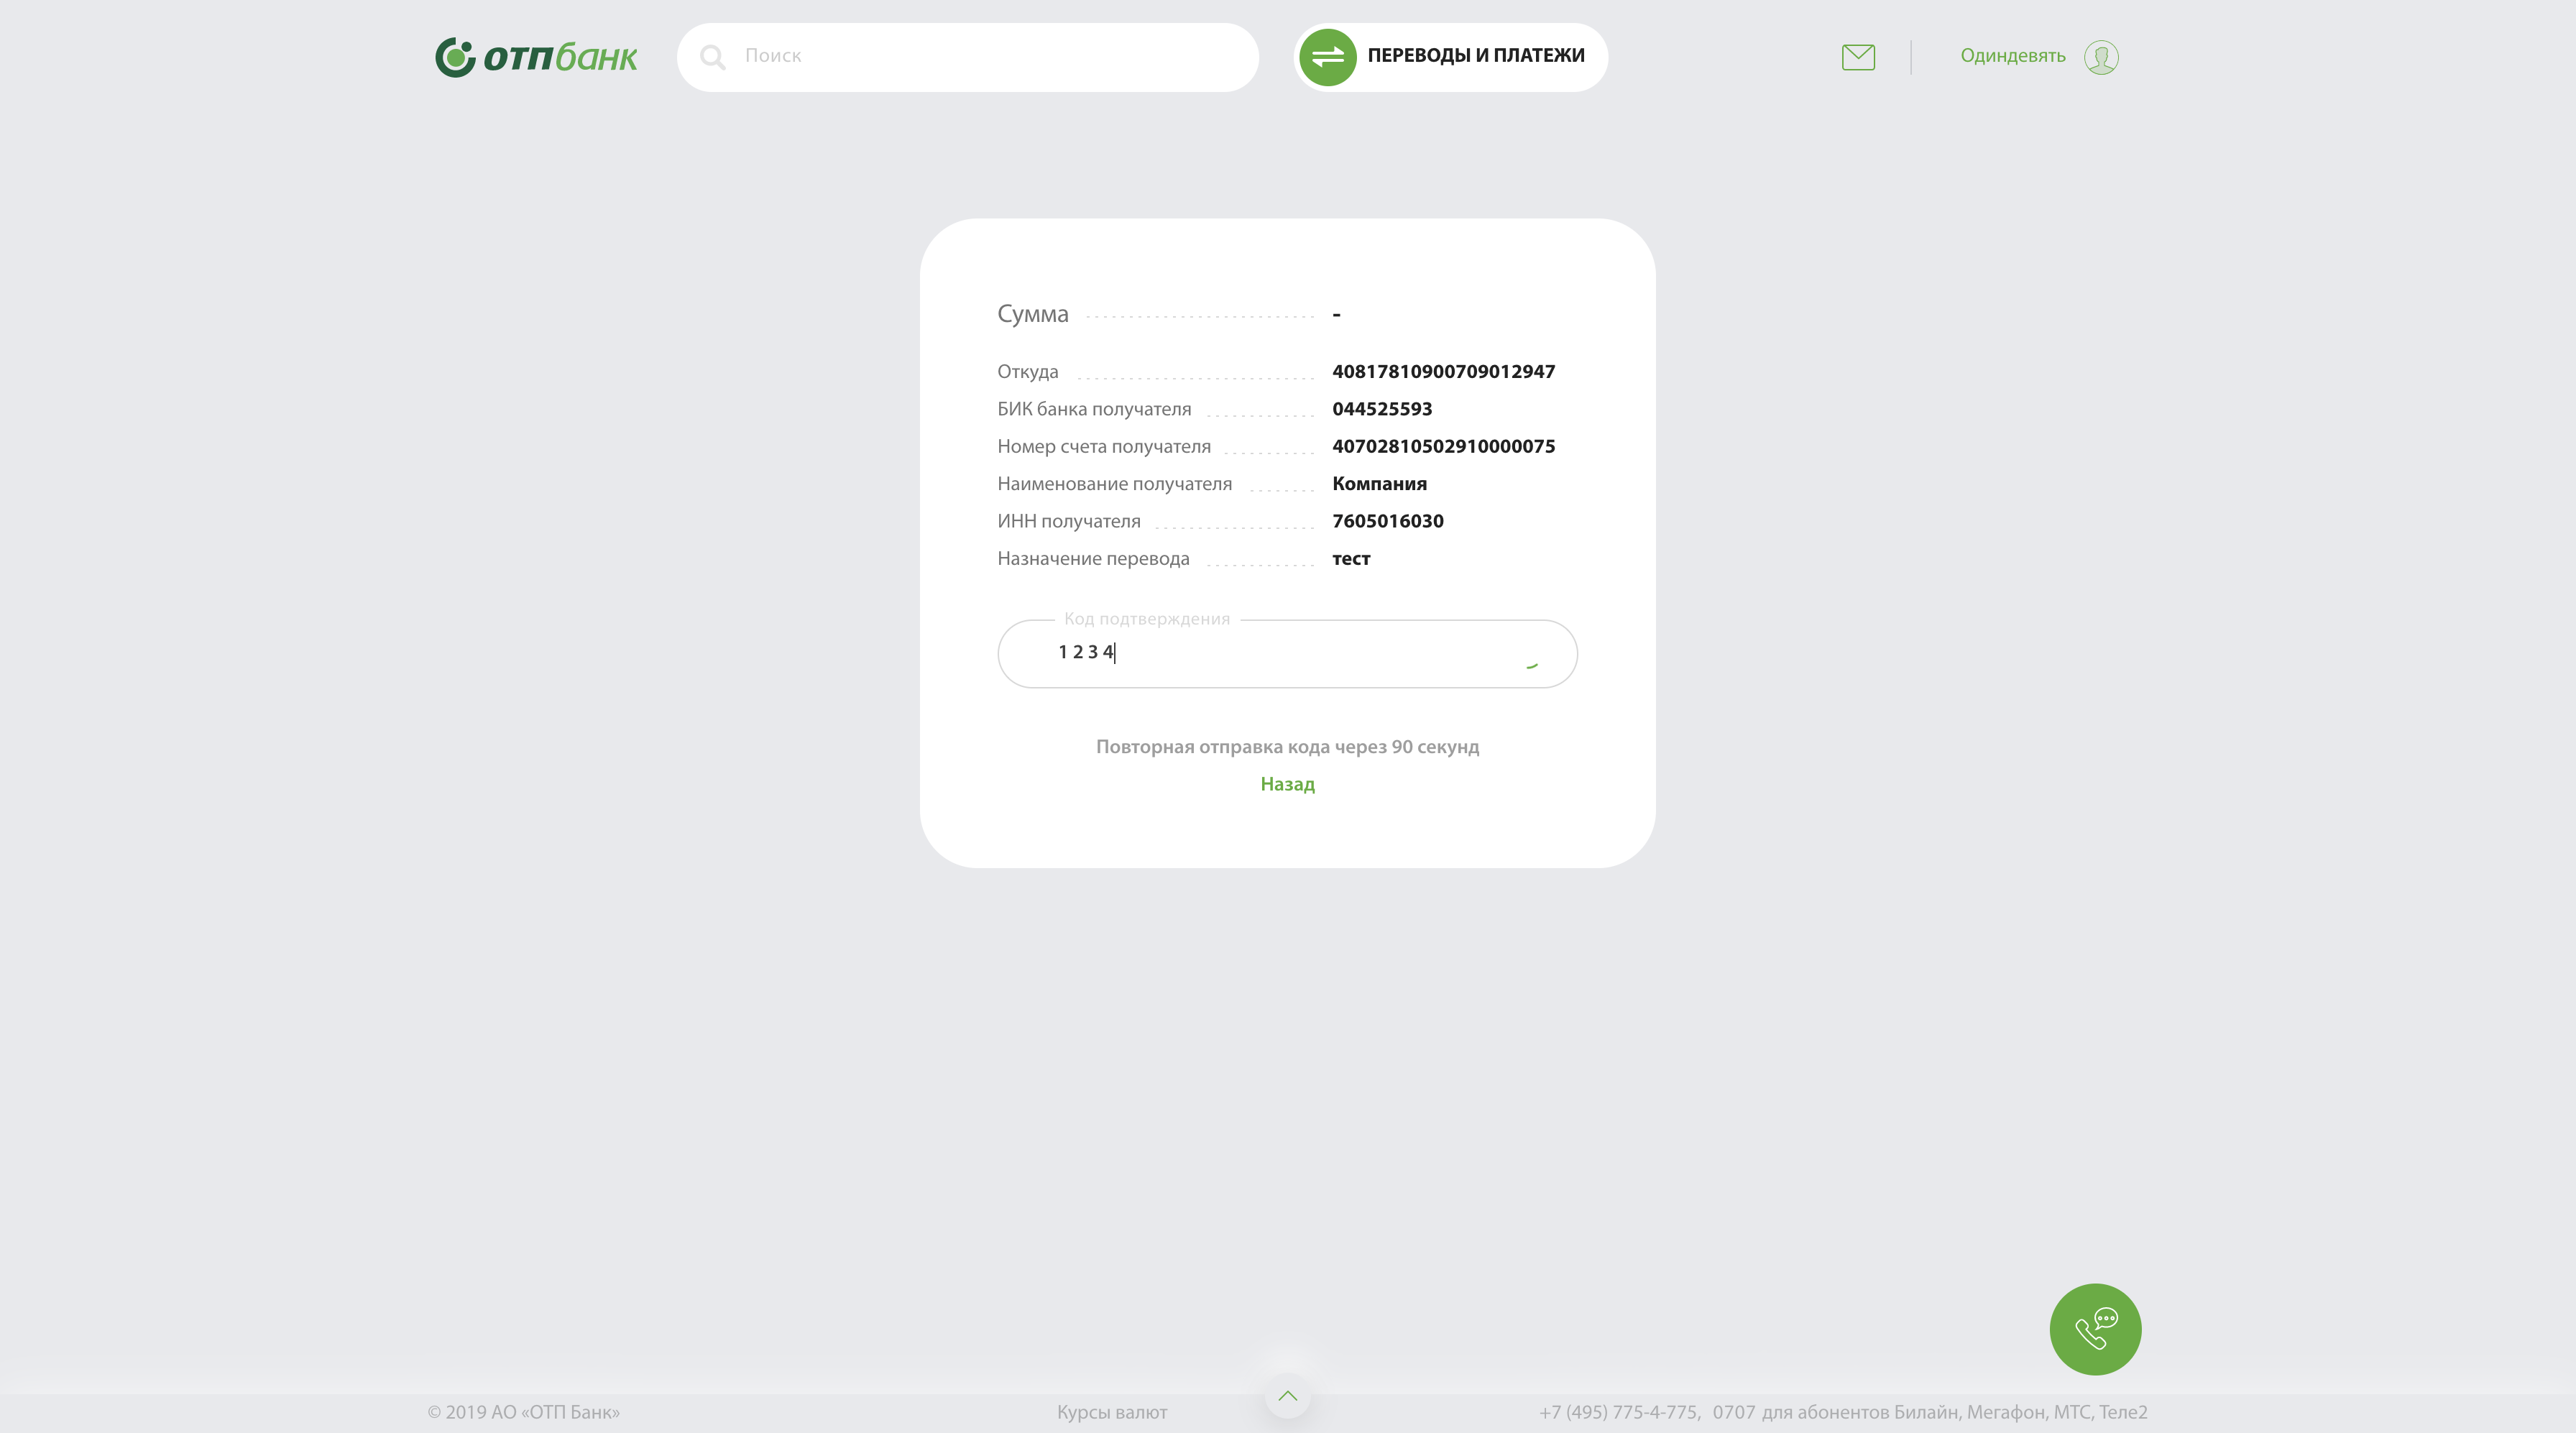 отпбанк
Поиск
ПЕРЕВОДЫ И ПЛАТЕЖИ
Одиндевять
Сумма -
Откуда 40817810900709012947
БИК банка получателя 044525593
Номер счета получателя 40702810502910000075
Наименование получателя Компания
ИНН получателя 7605016030
Назначение перевода тест
Код подтверждения
1 2 3 4
Повторная отправка кода через 90 секунд
Назад
© 2019 АО «ОТП Банк»
Курсы валют
+7 (495) 775-4-775, 0707 для абонентов Билайн, Мегафон, МТС, Теле2